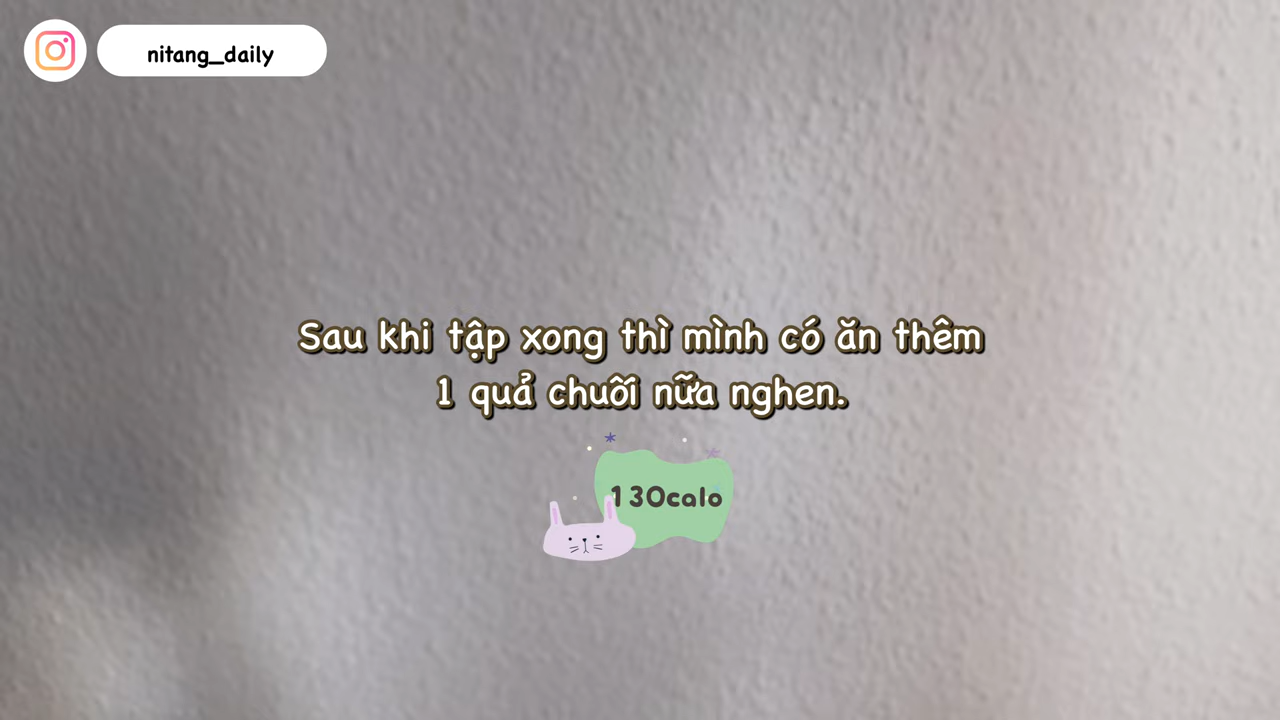 nitang_daily
Sau khi tập xong thì mình có ăn thêm
1 quả chuối nữa nghen.
130calo